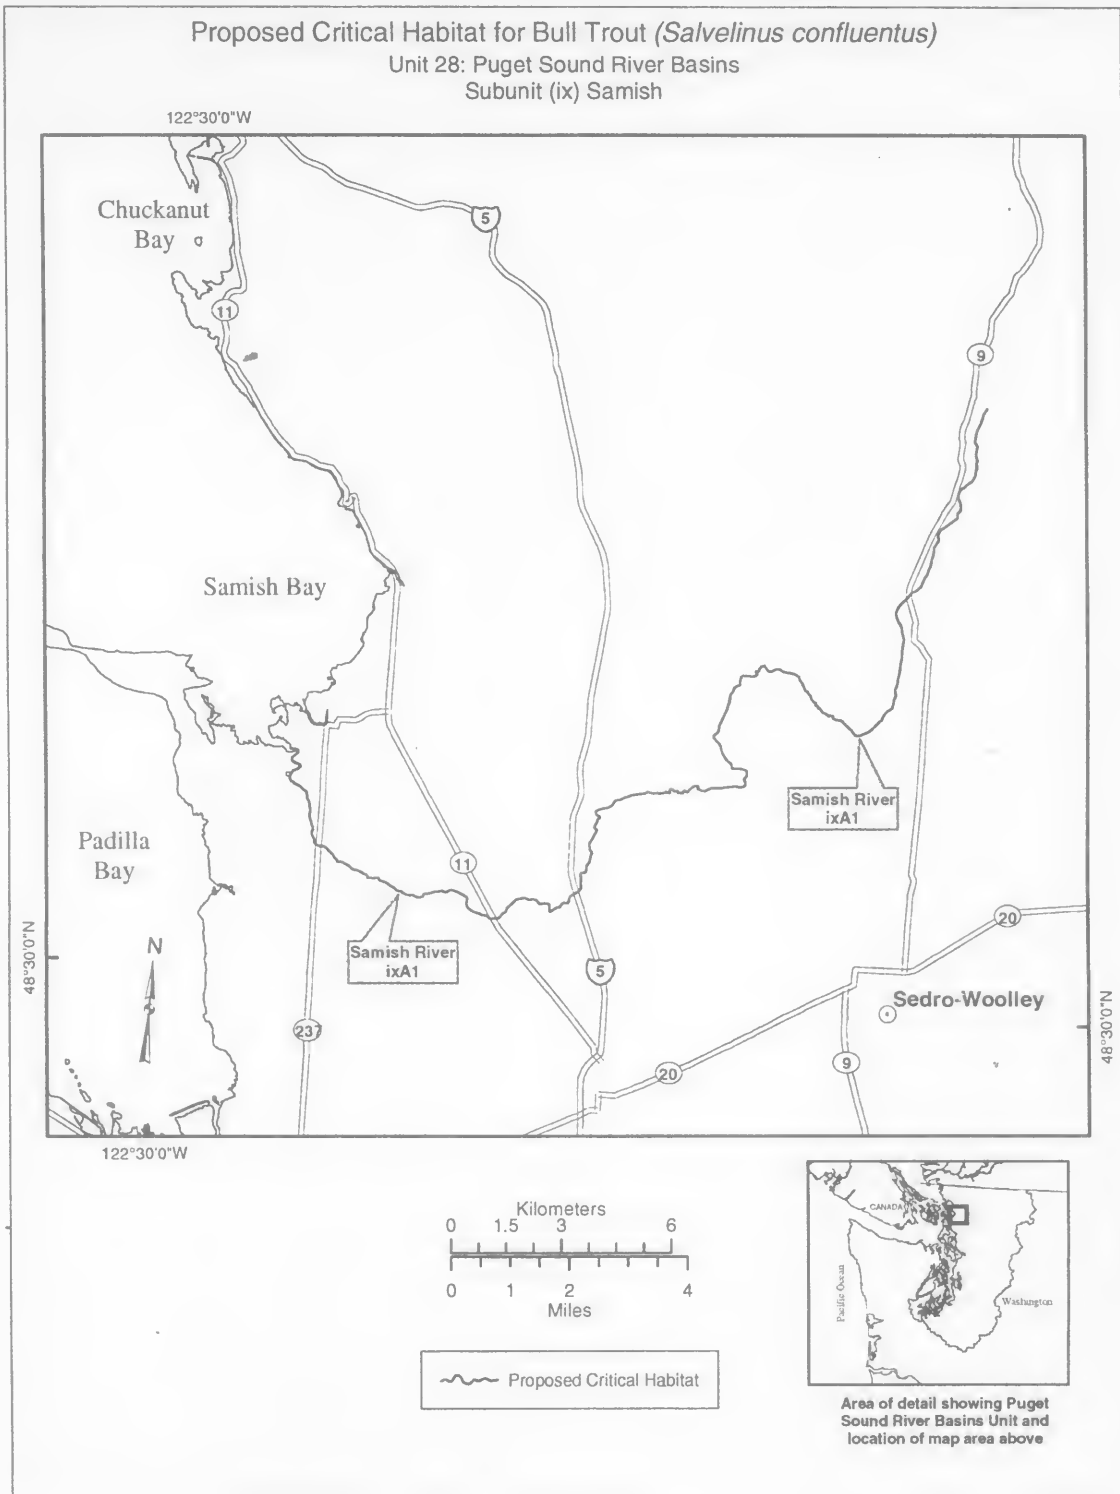 Proposed Critical Habitat for Bull Trout (Salvelinus confluentus)
Unit 28: Puget Sound River Basins
Subunit (ix) Samish
122°30'0"W
Chuckanut
Bay
5
11
9
Samish Bay
Samish River
ixA1
Padilla
Bay
11
Samish River
ixA1
20
48°30'0"N
N
5
Sedro-Woolley
48°30'0"N
237
20
9
122°30'0"W
Kilometers
0 1.5 3 6
0 1 2 4
Miles
Proposed Critical Habitat
CANADA
Pacific Ocean
Washington
Area of detail showing Puget
Sound River Basins Unit and
location of map area above